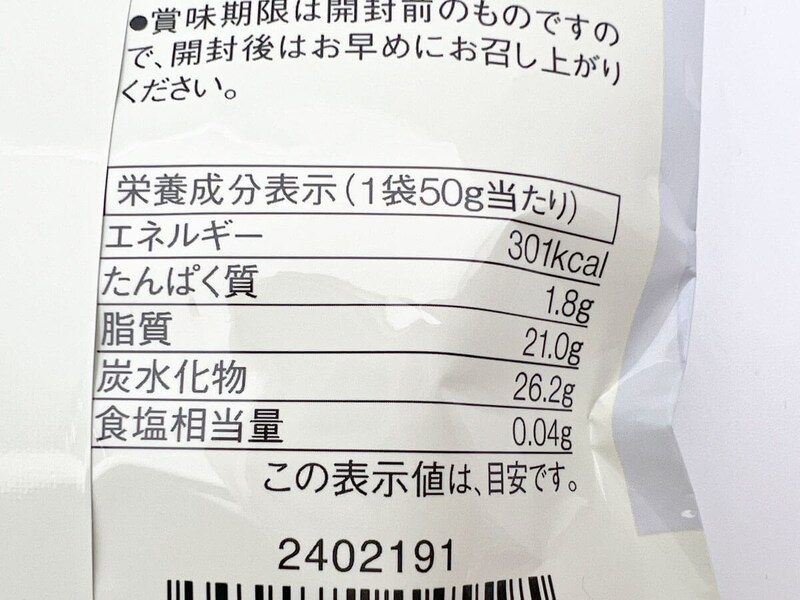 ●賞味期限は開封前のものですの
で、開封後はお早めにお召し上がり
ください。
栄養成分表示(1袋50g当たり)
エネルギー 301kcal
たんぱく質 1.8g
脂質 21.0g
炭水化物 26.2g
食塩相当量 0.04g
この表示値は、目安です。
2402191